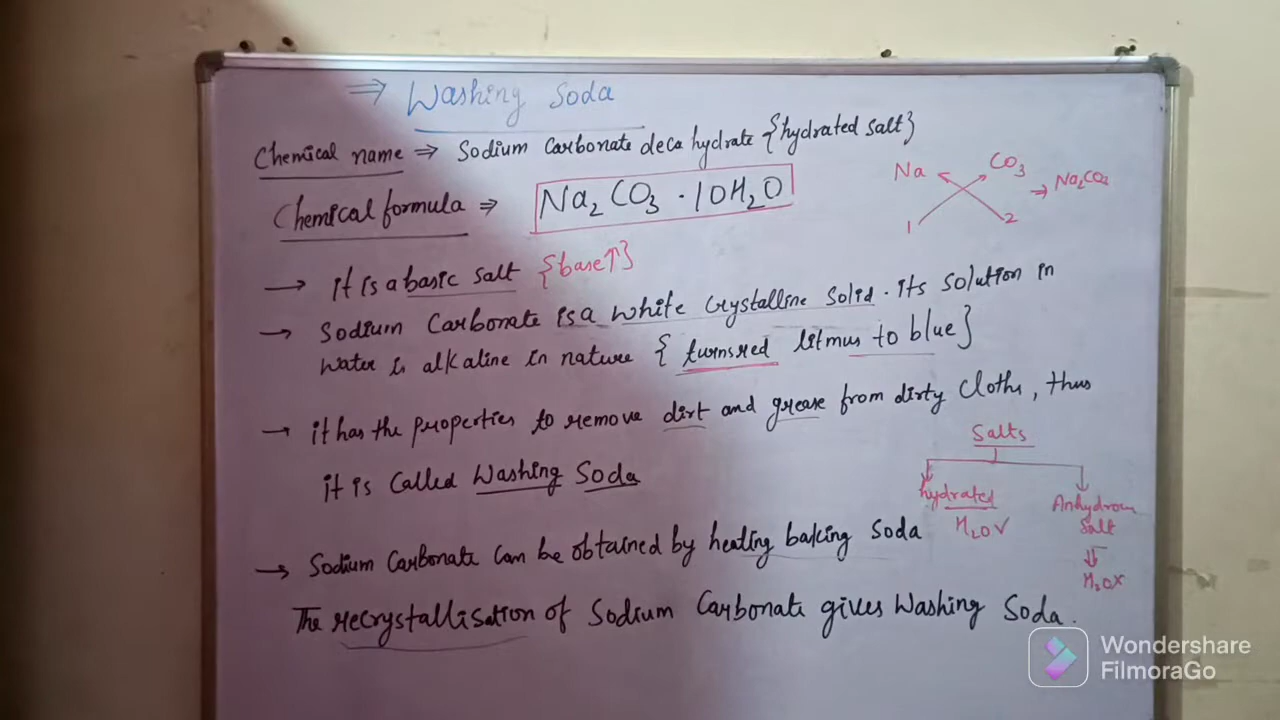 ⇒ Washing Soda
Chemical name ⇒ Sodium Carbonate deca hydrate {hydrated salt}
Chemical formula ⇒ Na₂CO₃·10H₂O
Na CO₃ ⇒ Na₂CO₃
1 2
→ it is a basic salt {base↑}
→ Sodium Carbonate is a white crystalline solid. its solution in
water is alkaline in nature { turns red litmus to blue}
→ it has the properties to remove dirt and grease from dirty cloths, thus
it is called Washing Soda
Salts
hydrated
H₂O✓
Anhydrous
Salt
⇓
H₂O✗
→ Sodium Carbonate can be obtained by heating baking Soda
The recrystallisation of Sodium Carbonate gives Washing Soda.
Wondershare
FilmoraGo